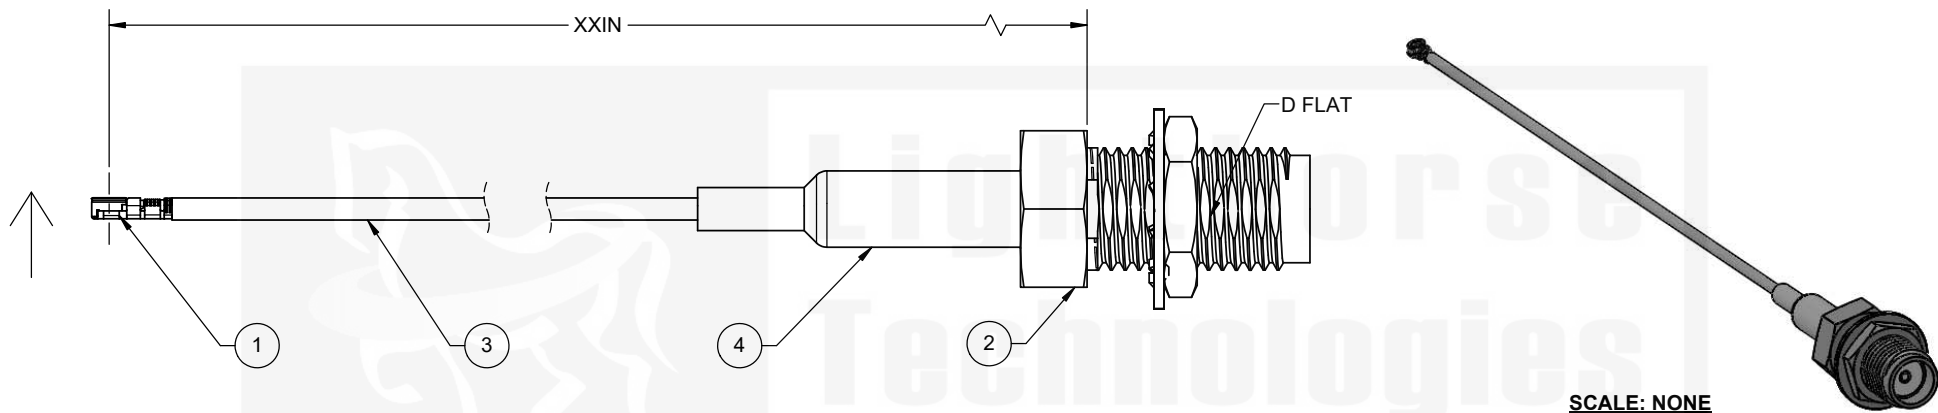 XXIN
D FLAT
Lighthorse
Technologies
1
3
4
2
SCALE: NONE